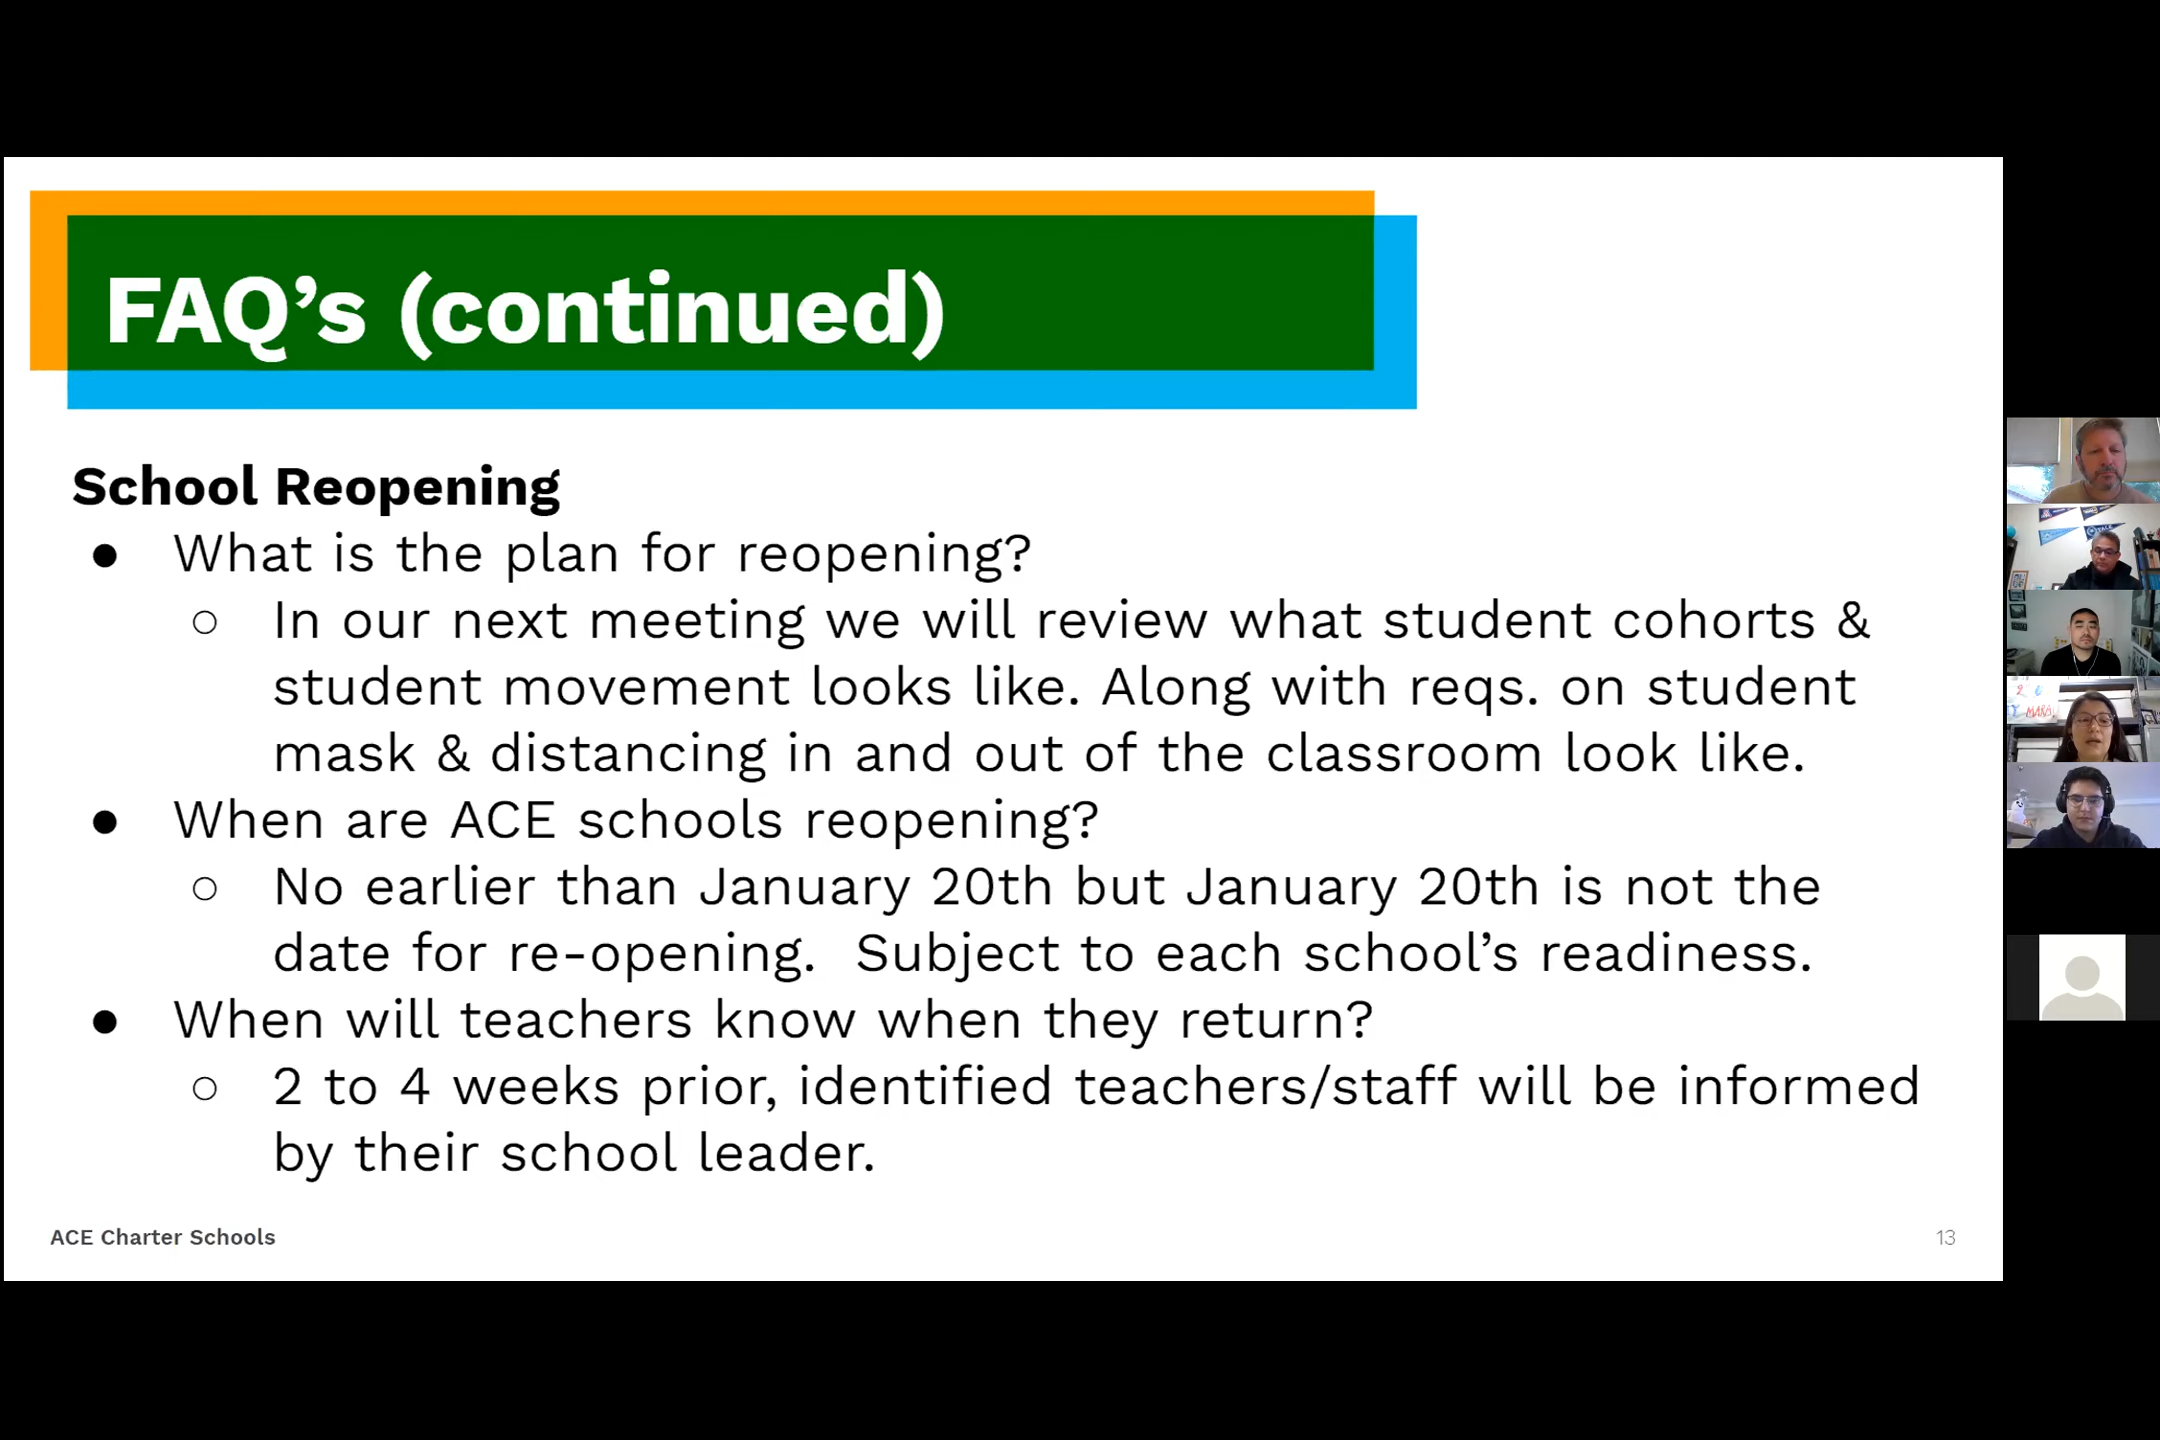 FAQ’s (continued)
School Reopening
● What is the plan for reopening?
○ In our next meeting we will review what student cohorts &
student movement looks like. Along with reqs. on student
mask & distancing in and out of the classroom look like.
● When are ACE schools reopening?
○ No earlier than January 20th but January 20th is not the
date for re-opening.  Subject to each school’s readiness.
● When will teachers know when they return?
○ 2 to 4 weeks prior, identified teachers/staff will be informed
by their school leader.
ACE Charter Schools
13
YALE